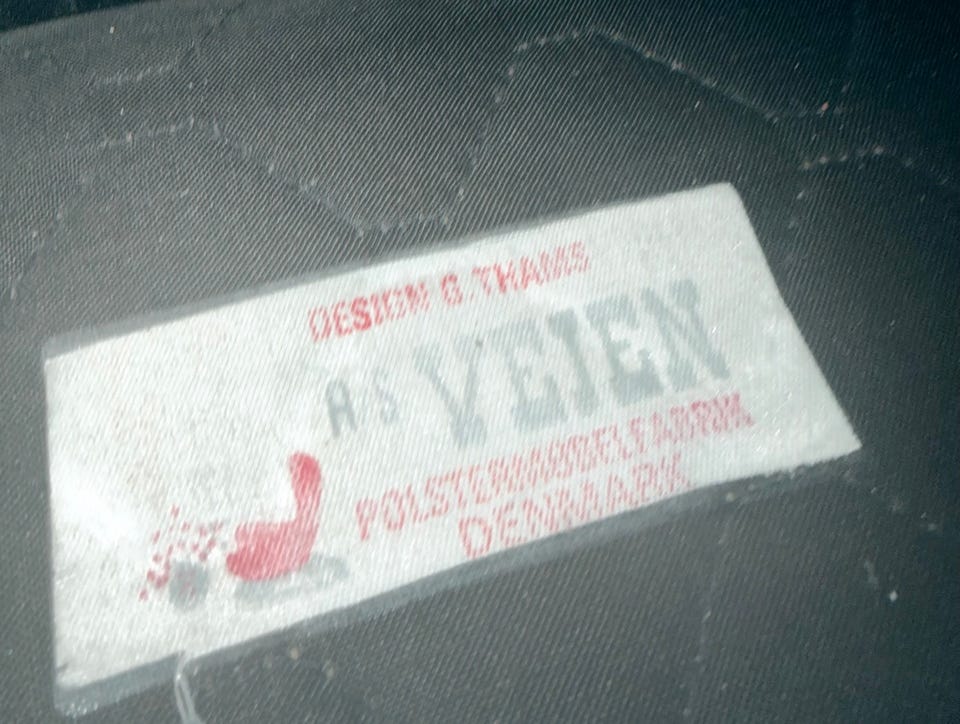 DESIGN G. THAMS
A/S VEJEN
POLSTERMØBELFABRIK
DENMARK